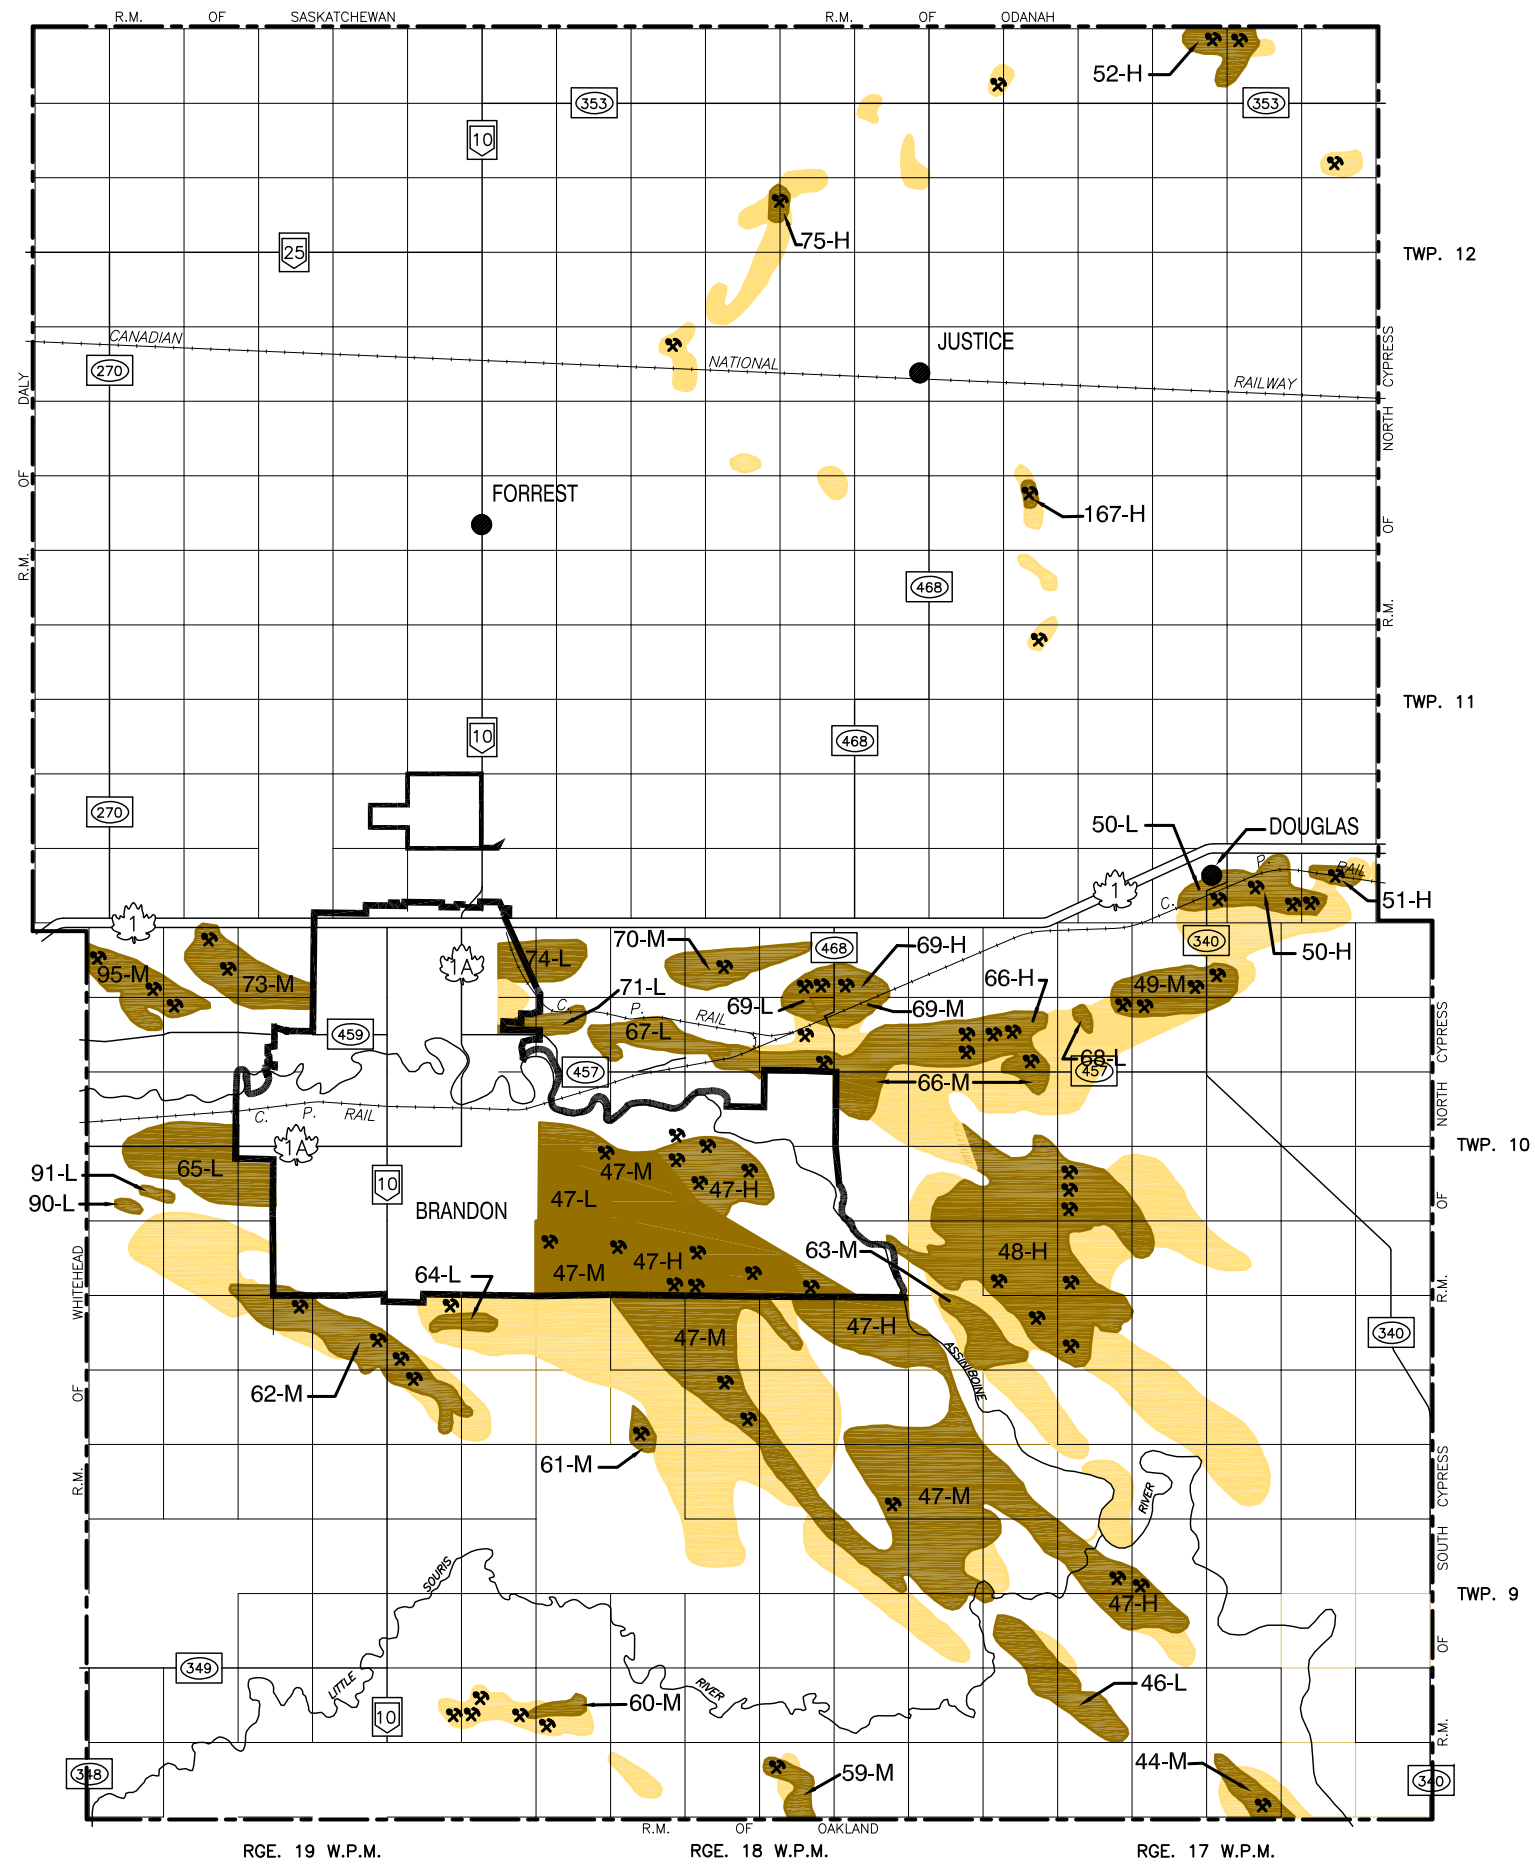 R.M. OF SASKATCHEWAN
R.M. OF ODANAH
52-H
353
353
10
75-H
25
TWP. 12
CANADIAN NATIONAL RAILWAY
JUSTICE
270
R.M. OF DALY
R.M. OF NORTH CYPRESS
FORREST
167-H
468
TWP. 11
10
468
270
50-L
DOUGLAS
C. P. RAIL
1
51-H
1
70-M
468
69-H
340
50-H
74-L
1A
95-M
73-M
71-L
66-H
49-M
C. P. RAIL
69-L
69-M
459
67-L
68-L
457
457
66-M
R.M. OF NORTH CYPRESS
C. P. RAIL
1A
TWP. 10
91-L
65-L
47-M
47-H
90-L
10
47-L
BRANDON
63-M
48-H
47-H
47-M
64-L
R.M. OF WHITEHEAD
47-M
47-H
340
ASSINIBOINE RIVER
62-M
61-M
47-M
R.M. OF SOUTH CYPRESS
LITTLE SOURIS RIVER
TWP. 9
47-H
349
46-L
60-M
10
348
59-M
44-M
340
R.M. OF OAKLAND
RGE. 19 W.P.M.
RGE. 18 W.P.M.
RGE. 17 W.P.M.